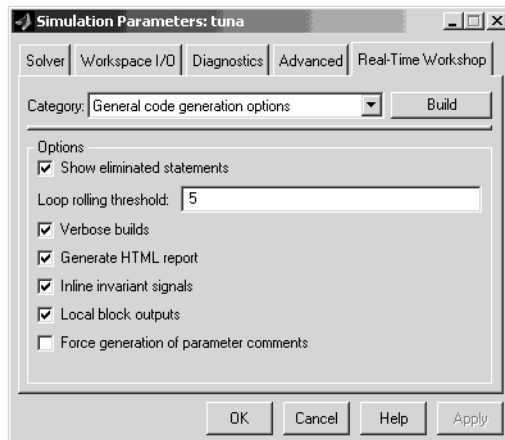 Simulation Parameters: tuna
Solver Workspace I/O Diagnostics Advanced Real-Time Workshop
Category: General code generation options Build
Options
Show eliminated statements
Loop rolling threshold: 5
Verbose builds
Generate HTML report
Inline invariant signals
Local block outputs
Force generation of parameter comments
OK Cancel Help Apply